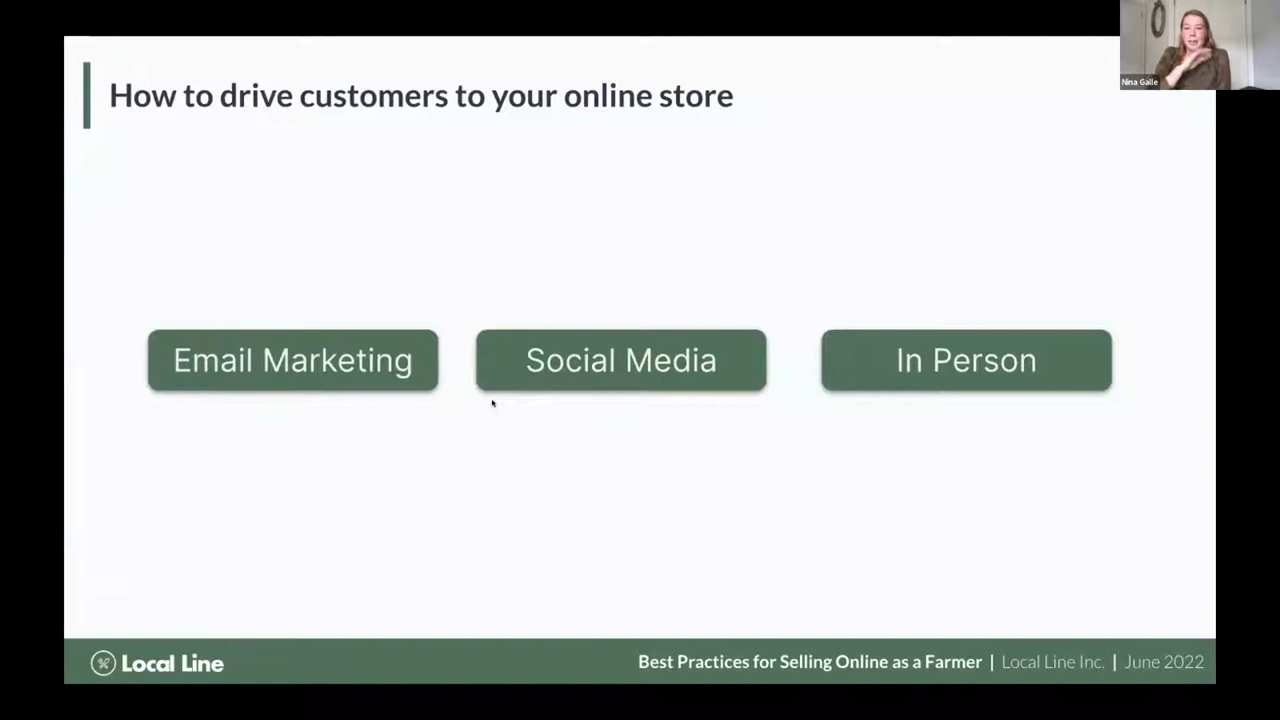 Nina Galle
How to drive customers to your online store
Email Marketing
Social Media
In Person
Local Line
Best Practices for Selling Online as a Farmer | Local Line Inc. | June 2022